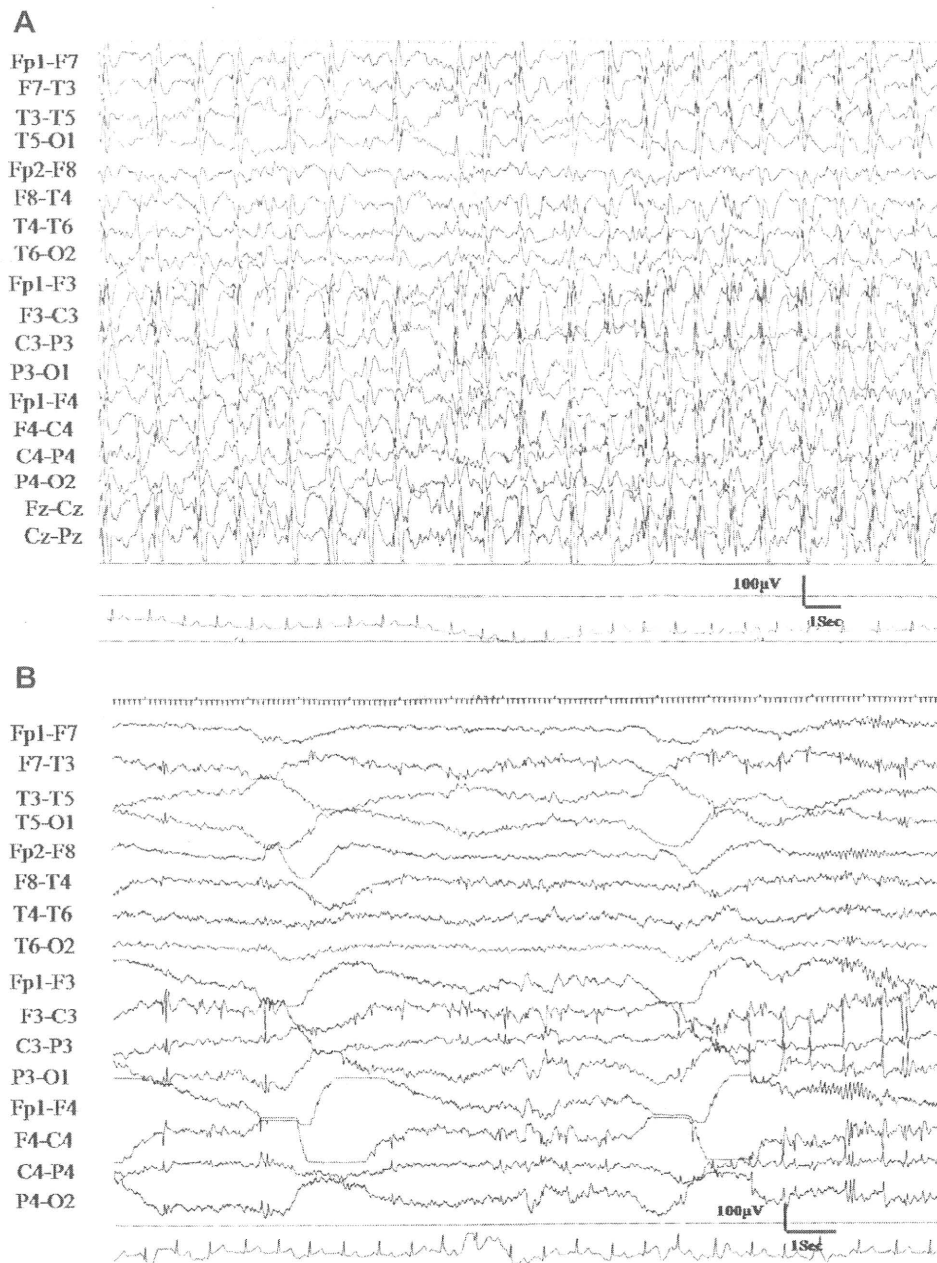 A
Fp1-F7
F7-T3
T3-T5
T5-O1
Fp2-F8
F8-T4
T4-T6
T6-O2
Fp1-F3
F3-C3
C3-P3
P3-O1
Fp1-F4
F4-C4
C4-P4
P4-O2
Fz-Cz
Cz-Pz
100µV
1Sec
B
Fp1-F7
F7-T3
T3-T5
T5-O1
Fp2-F8
F8-T4
T4-T6
T6-O2
Fp1-F3
F3-C3
C3-P3
P3-O1
Fp1-F4
F4-C4
C4-P4
P4-O2
100µV
1Sec